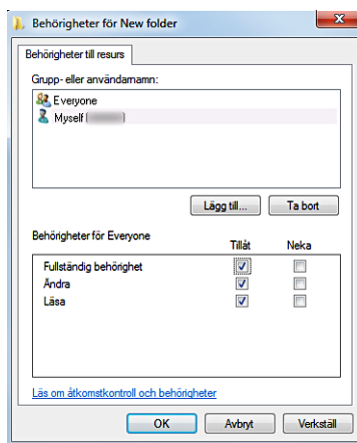 Behörigheter för New folder
Behörigheter till resurs
Grupp- eller användarnamn:
Everyone
Myself (
Lägg till...
Ta bort
Behörigheter för Everyone
Tillåt
Neka
Fullständig behörighet
Ändra
Läsa
Läs om åtkomstkontroll och behörigheter
OK
Avbryt
Verkställ